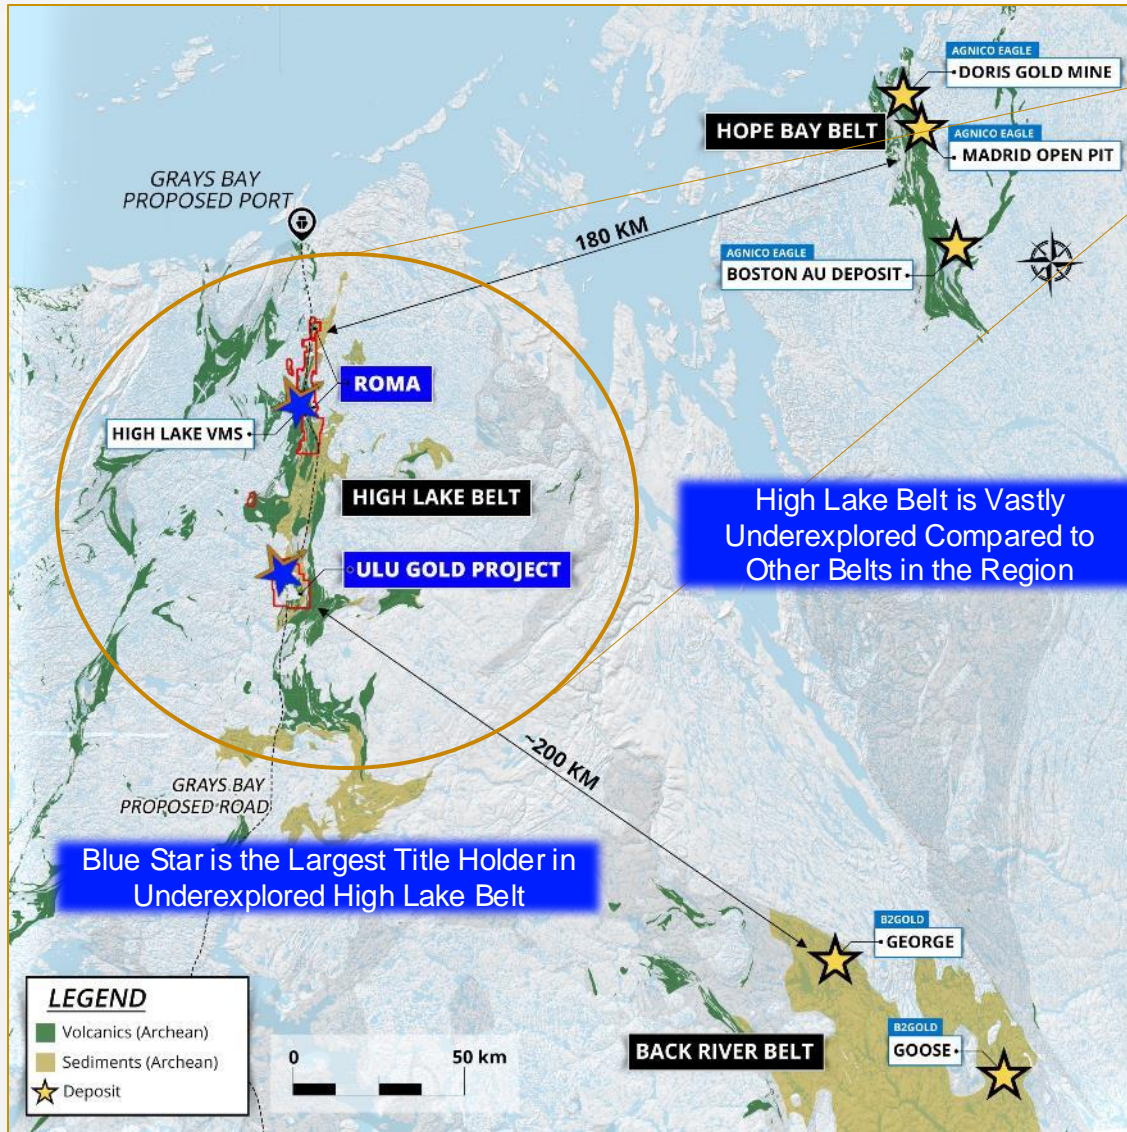 AGNICO EAGLE
DORIS GOLD MINE
HOPE BAY BELT
AGNICO EAGLE
MADRID OPEN PIT
GRAYS BAY
PROPOSED PORT
180 KM
AGNICO EAGLE
BOSTON AU DEPOSIT
ROMA
HIGH LAKE VMS
HIGH LAKE BELT
High Lake Belt is Vastly
Underexplored Compared to
Other Belts in the Region
ULU GOLD PROJECT
~200 KM
GRAYS BAY
PROPOSED ROAD
Blue Star is the Largest Title Holder in
Underexplored High Lake Belt
B2GOLD
GEORGE
LEGEND
Volcanics (Archean)
Sediments (Archean)
Deposit
0 50 km
BACK RIVER BELT
B2GOLD
GOOSE